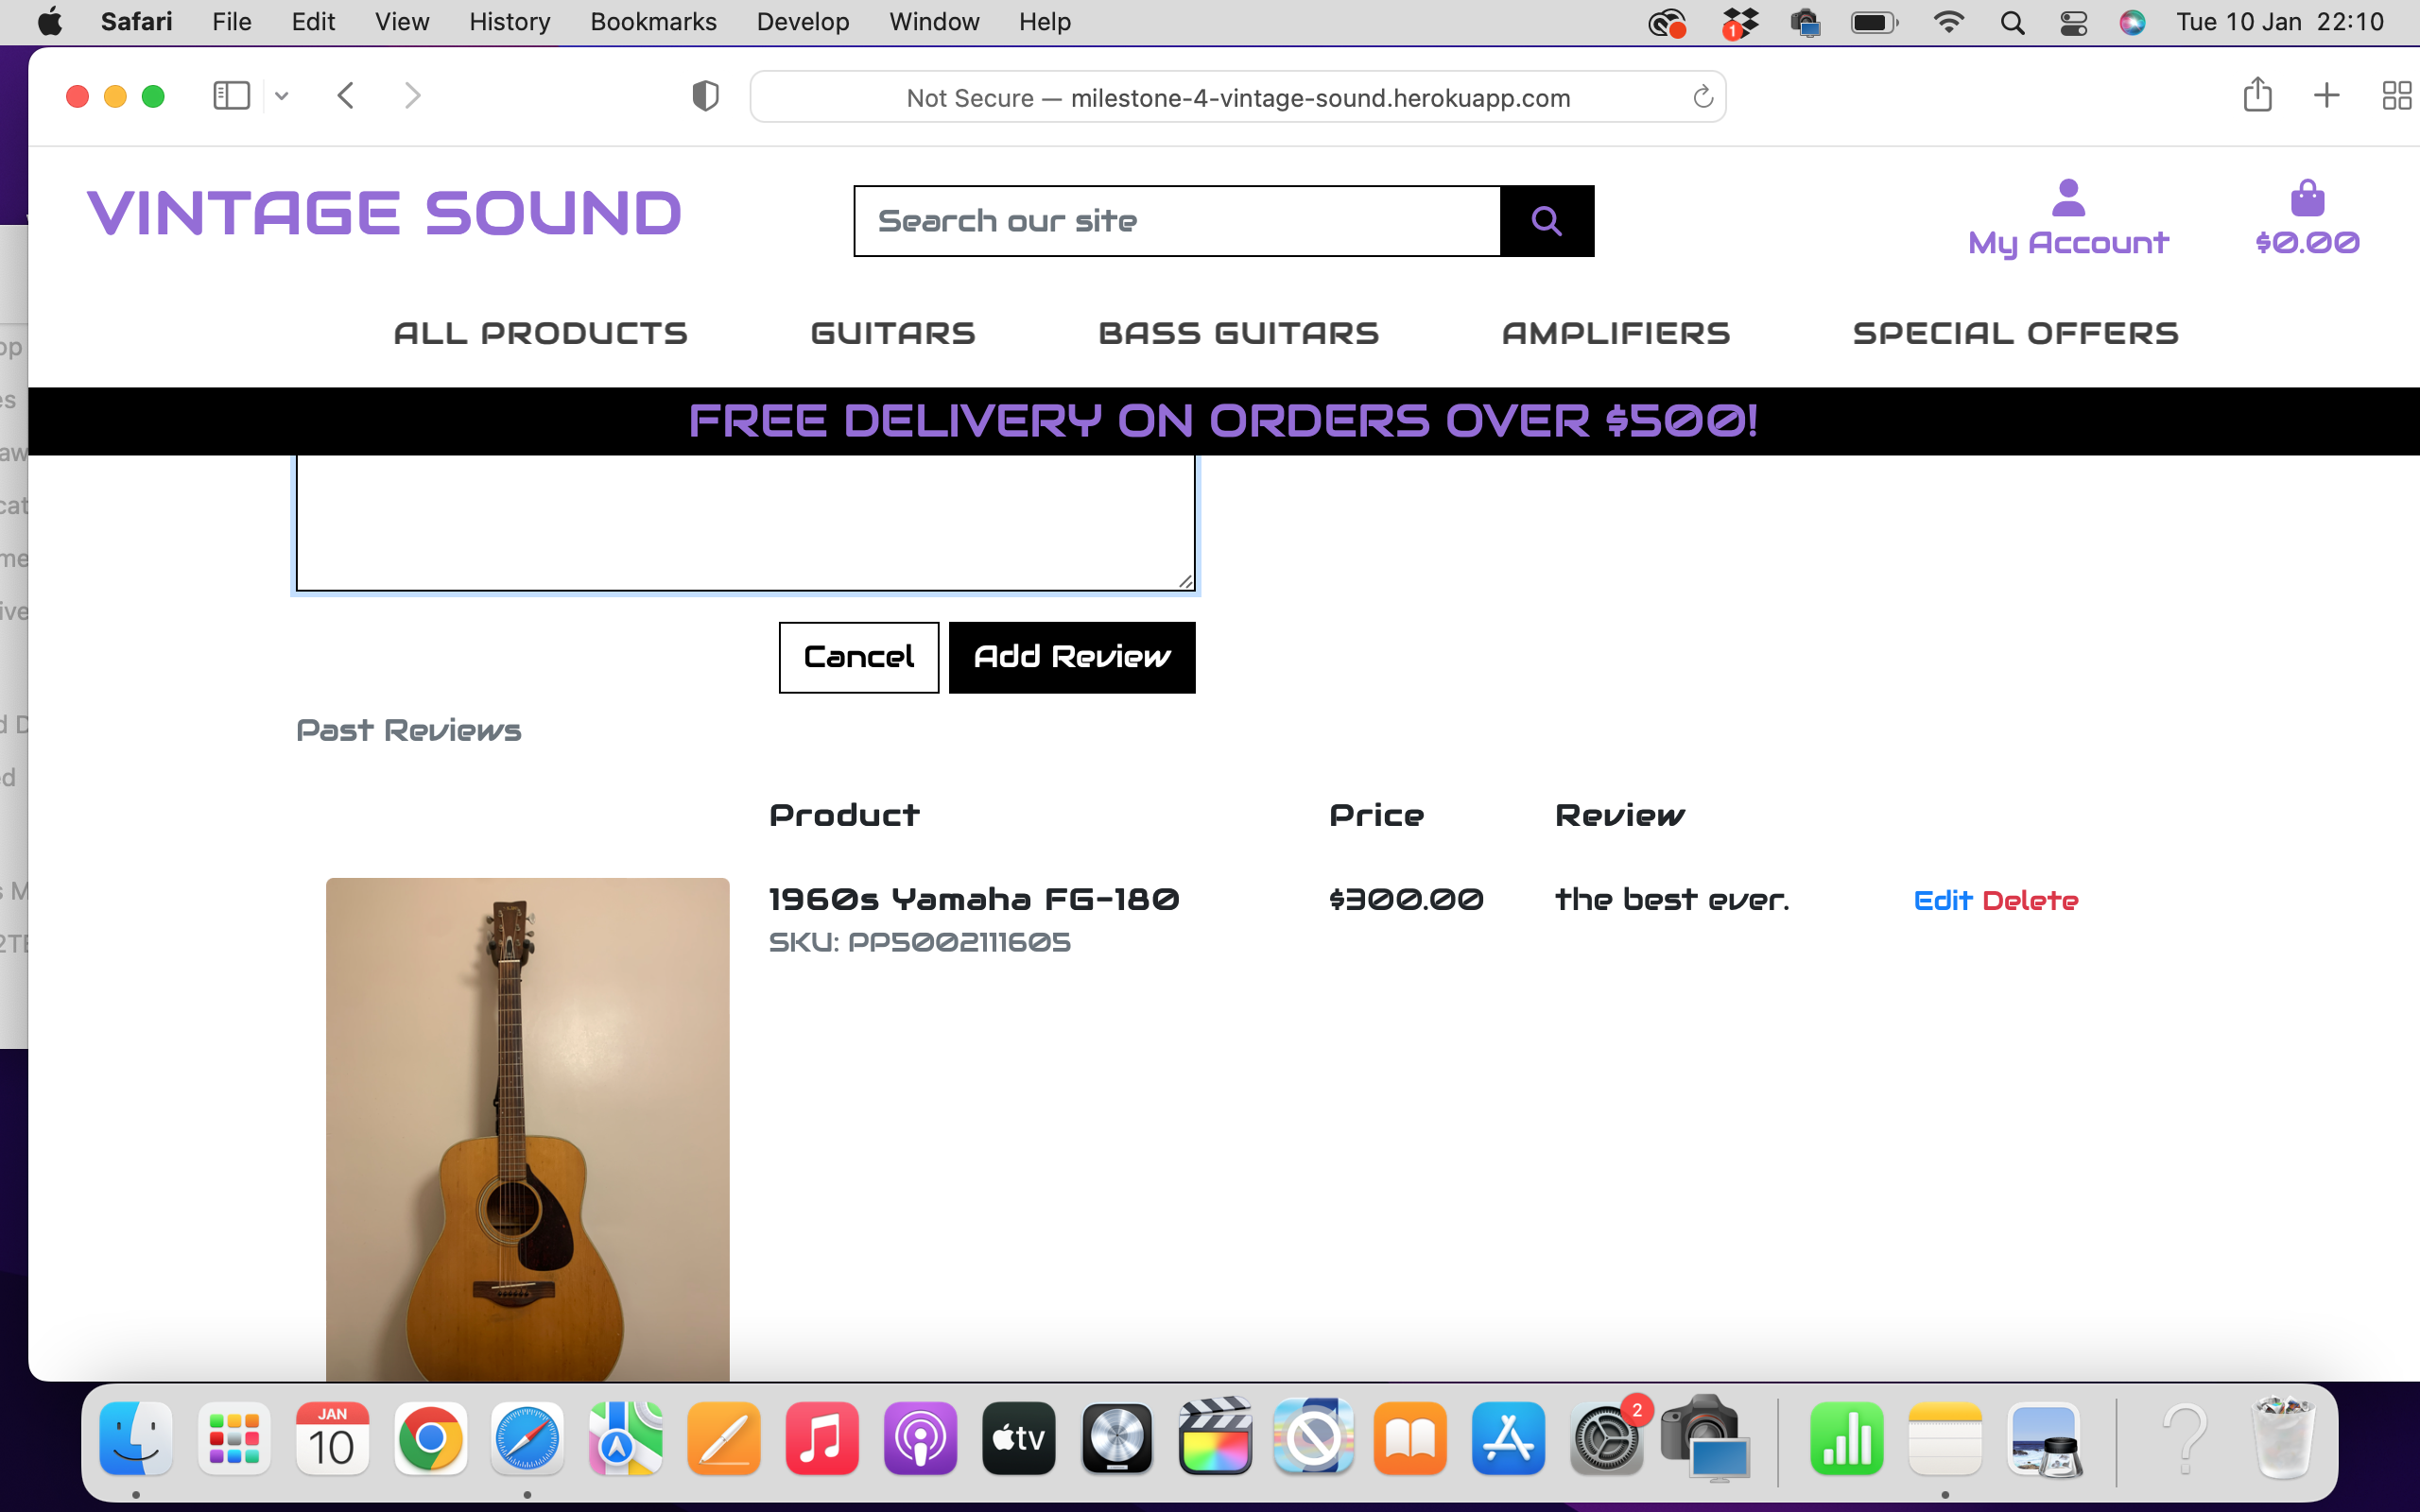 Safari File Edit View History Bookmarks Develop Window Help 1 Tue 10 Jan 22:10
Not Secure — milestone-4-vintage-sound.herokuapp.com
VINTAGE SOUND
Search our site
My Account
$0.00
ALL PRODUCTS GUITARS BASS GUITARS AMPLIFIERS SPECIAL OFFERS
FREE DELIVERY ON ORDERS OVER $500!
Cancel Add Review
Past Reviews
Product Price Review
1960s Yamaha FG-180 $300.00 the best ever. Edit Delete
SKU: PP5002111605
JAN
10
tv
2